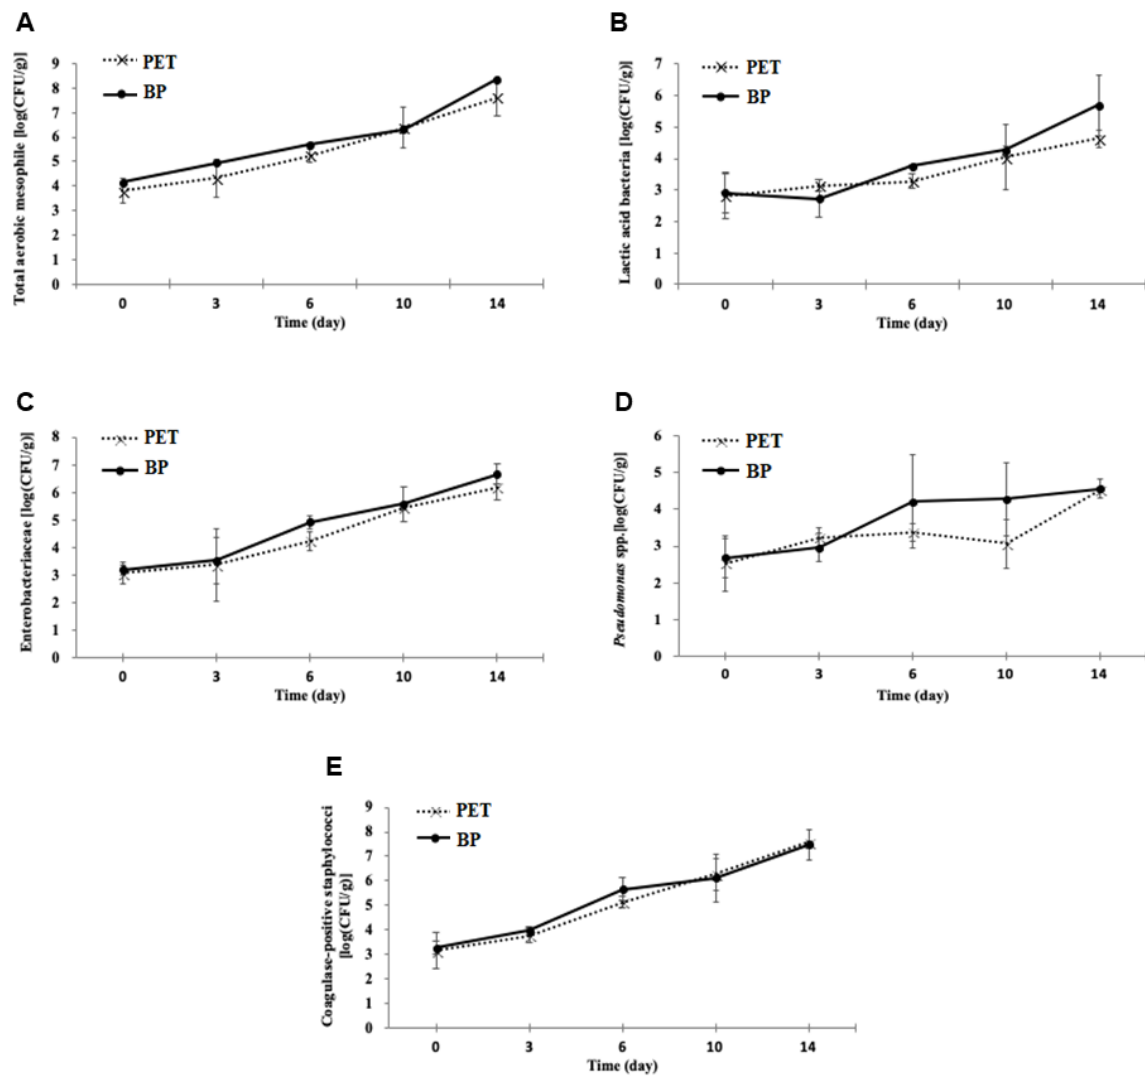 A
Total aerobic mesophile [log(CFU/g)]
9
8
7
6
5
4
3
2
1
0
PET
BP
0 3 6 10 14
Time (day)
B
Lactic acid bacteria [log(CFU/g)]
7
6
5
4
3
2
1
0
PET
BP
0 3 6 10 14
Time (day)
C
Enterobacteriaceae [log(CFU/g)]
8
7
6
5
4
3
2
1
0
PET
BP
0 3 6 10 14
Time (day)
D
Pseudomonas spp.[log(CFU/g)]
6
5
4
3
2
1
0
PET
BP
0 3 6 10 14
Time (day)
E
Coagulase-positive staphylococci
[log(CFU/g)]
9
8
7
6
5
4
3
2
1
0
PET
BP
0 3 6 10 14
Time (day)